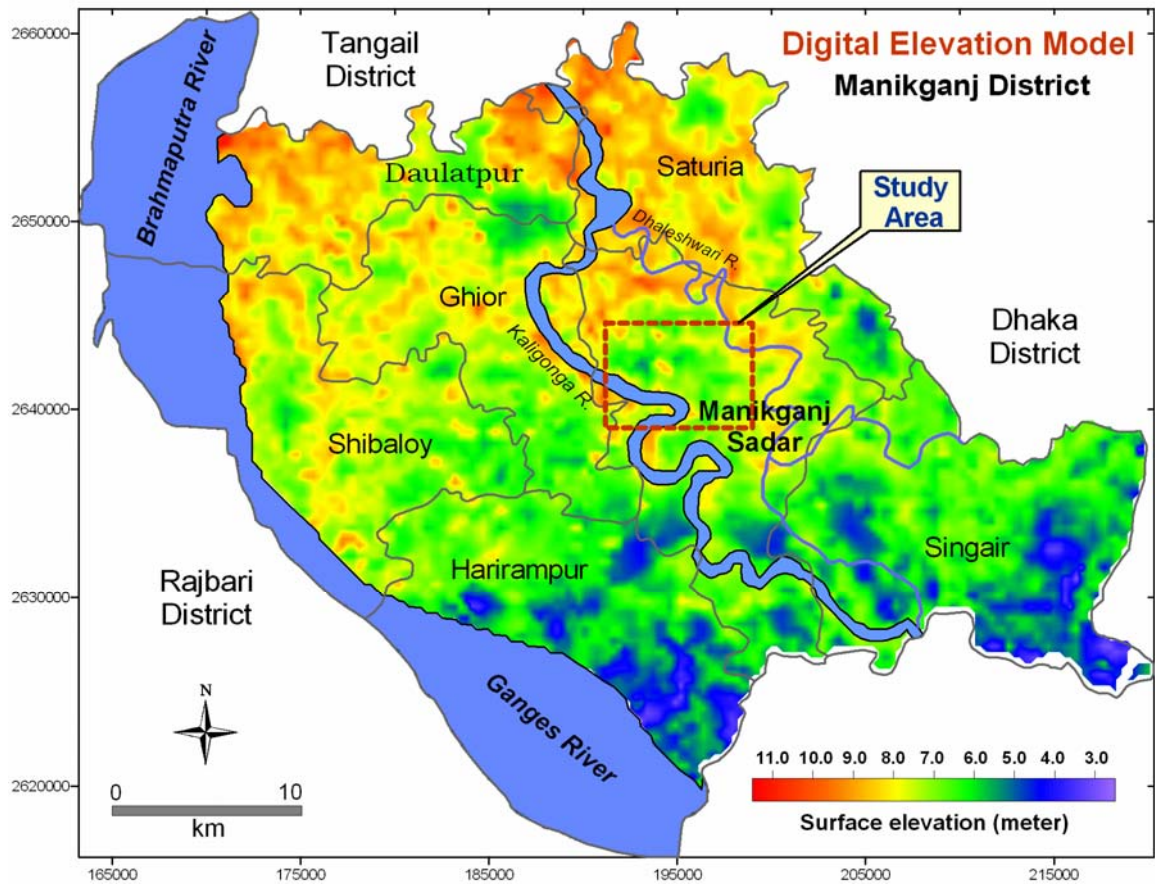 Digital Elevation Model
Manikganj District
Tangail
District
Brahmaputra River
Saturia
Daulatpur
Study
Area
Dhaleshwari R.
Ghior
Kaligonga R.
Dhaka
District
Manikganj
Sadar
Shibaloy
Singair
Harirampur
Rajbari
District
Ganges River
N
0 10
km
11.0 10.0 9.0 8.0 7.0 6.0 5.0 4.0 3.0
Surface elevation (meter)
2660000
2650000
2640000
2630000
2620000
165000 175000 185000 195000 205000 215000